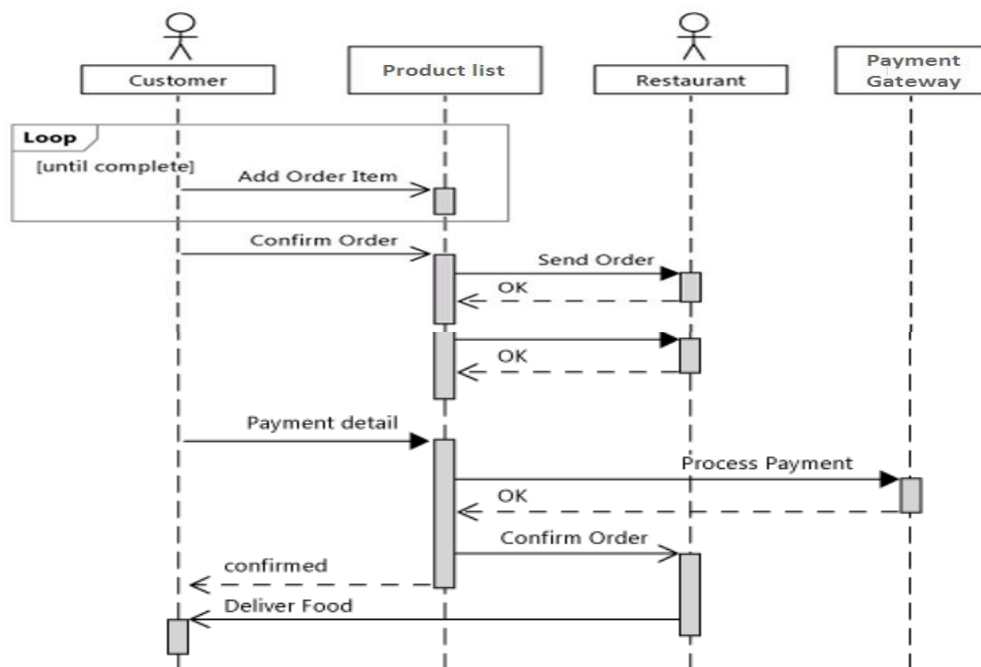 Customer
Product list
Restaurant
Payment
Gateway
Loop
[until complete]
Add Order Item
Confirm Order
Send Order
OK
OK
Payment detail
Process Payment
OK
Confirm Order
confirmed
Deliver Food